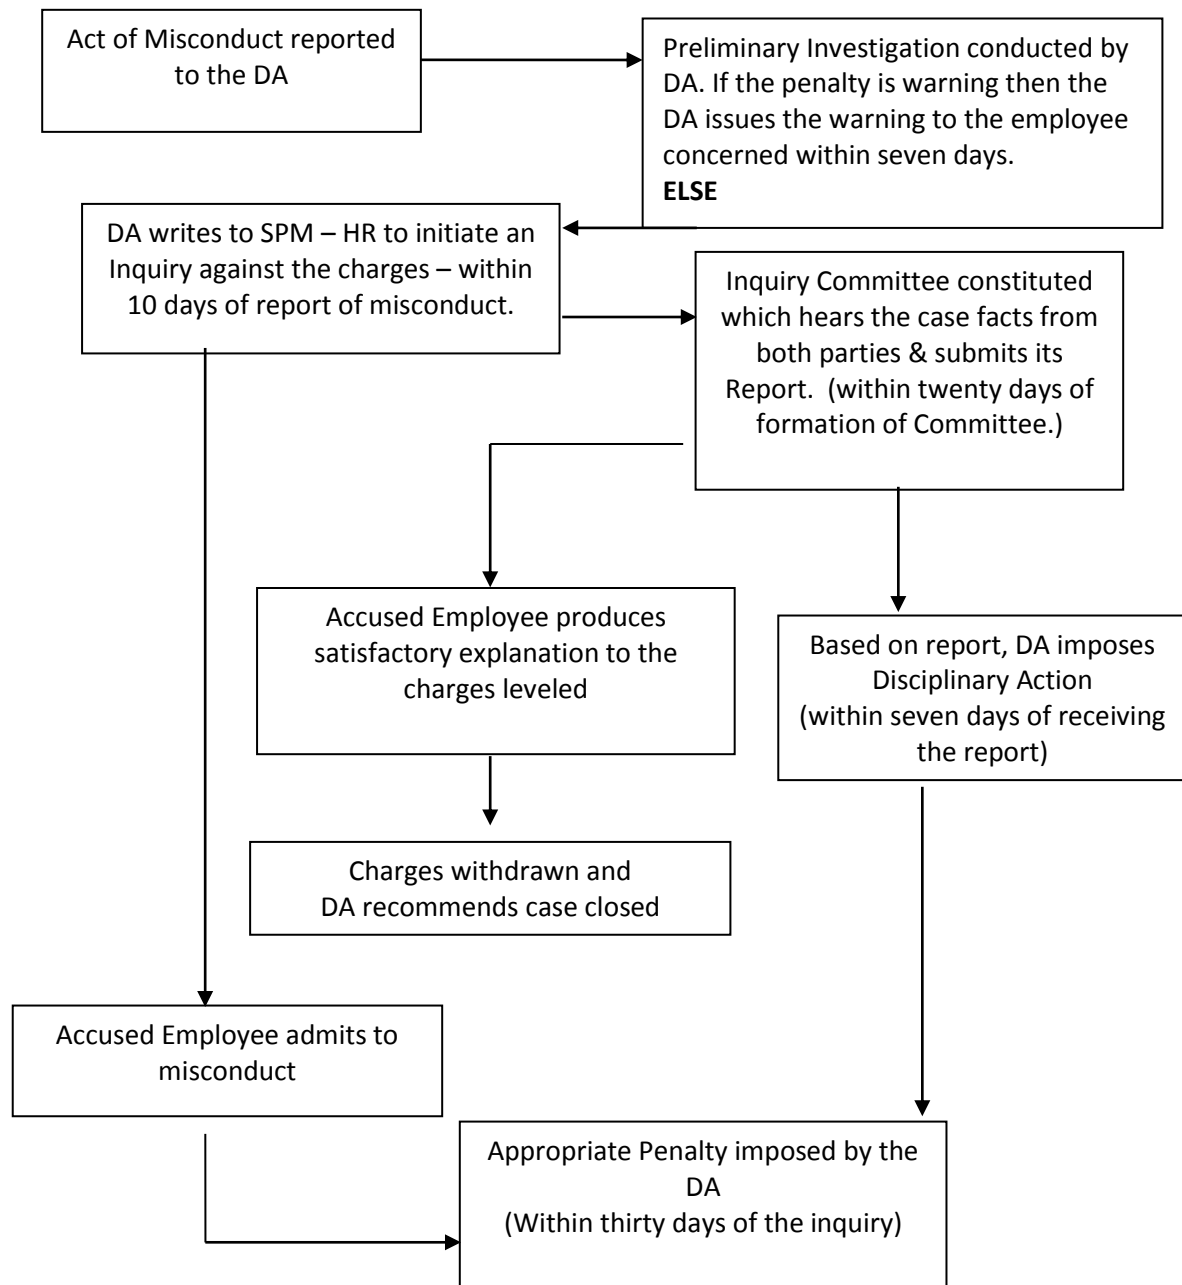 Act of Misconduct reported
to the DA
Preliminary Investigation conducted by
DA. If the penalty is warning then the
DA issues the warning to the employee
concerned within seven days.
ELSE
DA writes to SPM – HR to initiate an
Inquiry against the charges – within
10 days of report of misconduct.
Inquiry Committee constituted
which hears the case facts from
both parties & submits its
Report.  (within twenty days of
formation of Committee.)
Accused Employee produces
satisfactory explanation to the
charges leveled
Based on report, DA imposes
Disciplinary Action
(within seven days of receiving
the report)
Charges withdrawn and
DA recommends case closed
Accused Employee admits to
misconduct
Appropriate Penalty imposed by the
DA
(Within thirty days of the inquiry)